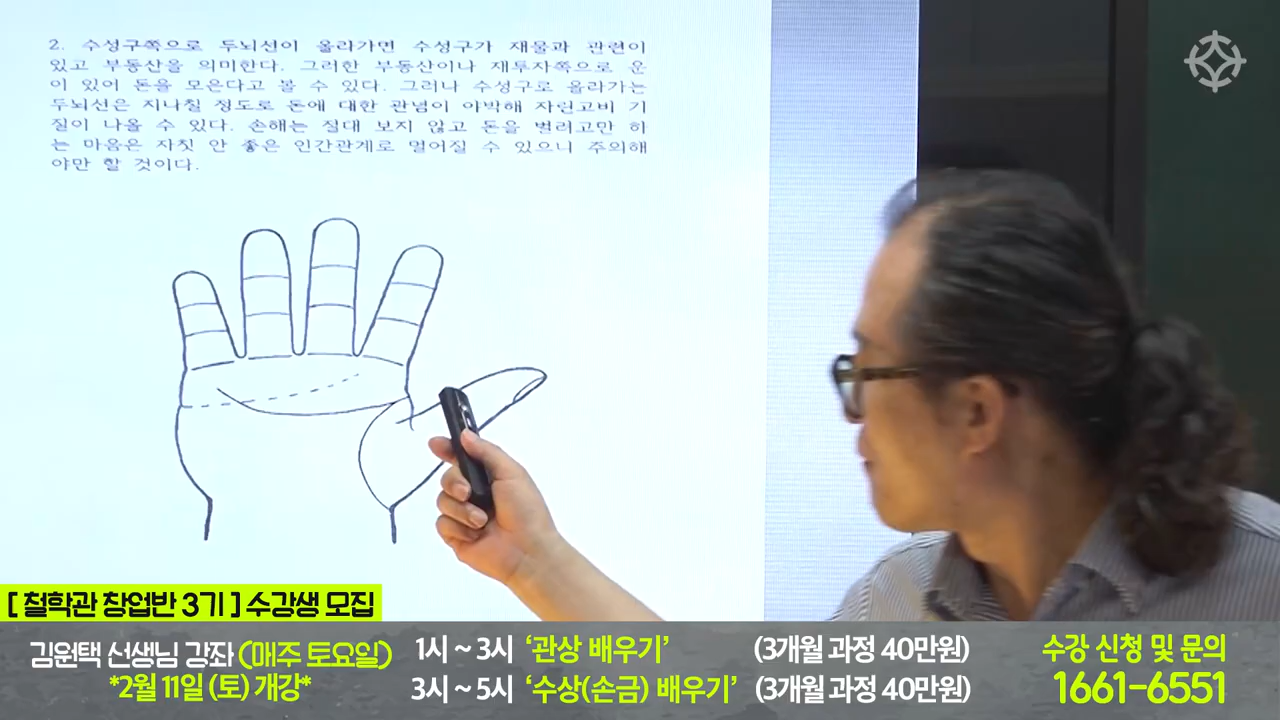 2. 수성구쪽으로 두뇌선이 올라가면 수성구가 재물과 관련이
있고 부동산을 의미한다. 그러한 부동산이나 재투자쪽으로 운
이 있어 돈을 모은다고 볼 수 있다. 그러나 수성구로 올라가는
두뇌선은 지나칠 정도로 돈에 대한 관념이 야박해 자린고비 기
질이 나올 수 있다. 손해는 절대 보지 않고 돈을 벌려고만 하
는 마음은 자칫 안 좋은 인간관계로 멀어질 수 있으니 주의해
야만 할 것이다.
[ 철학관 창업반 3기 ] 수강생 모집
김원택 선생님 강좌 (매주 토요일)
*2월 11일 (토) 개강*
1시 ~ 3시 ‘관상 배우기’ (3개월 과정 40만원)
3시 ~ 5시 ‘수상(손금) 배우기’ (3개월 과정 40만원)
수강 신청 및 문의
1661-6551